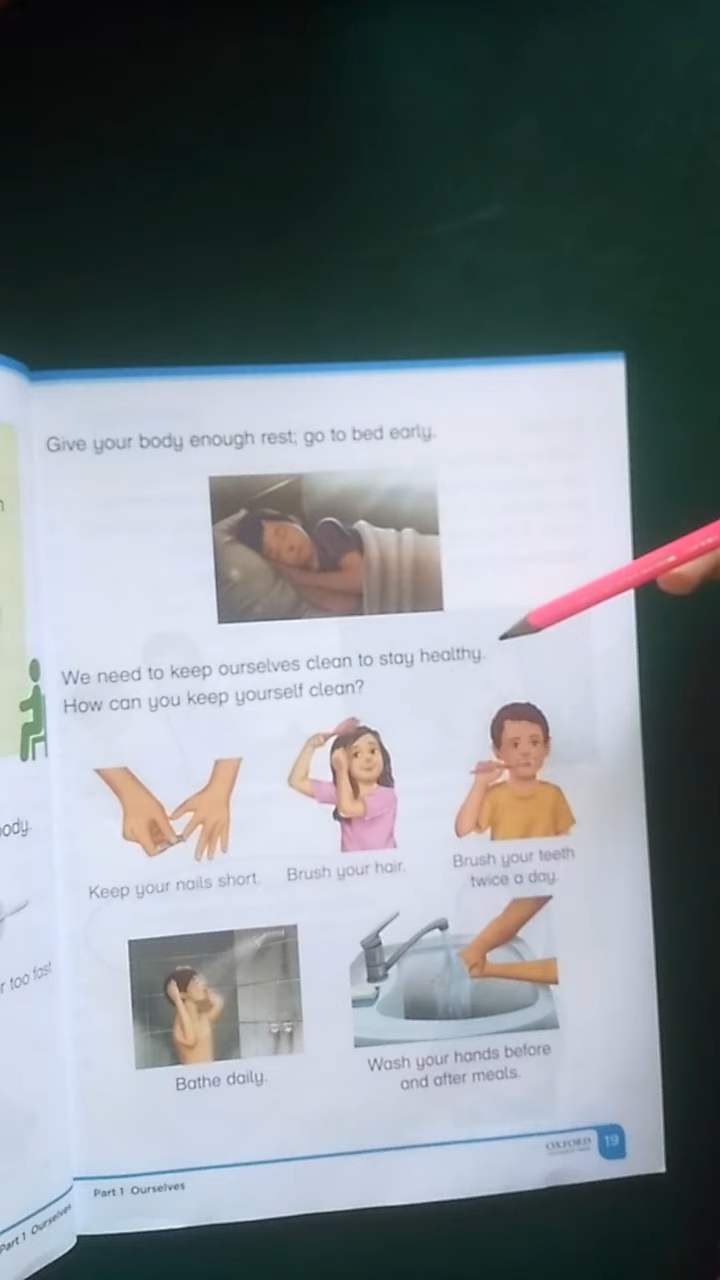 Give your body enough rest; go to bed early.
We need to keep ourselves clean to stay healthy.
How can you keep yourself clean?
Keep your nails short.
Brush your hair.
Brush your teeth
twice a day.
Bathe daily.
Wash your hands before
and after meals.
OXFORD
19
Part 1 Ourselves
too fast
Part 1 Ourselves